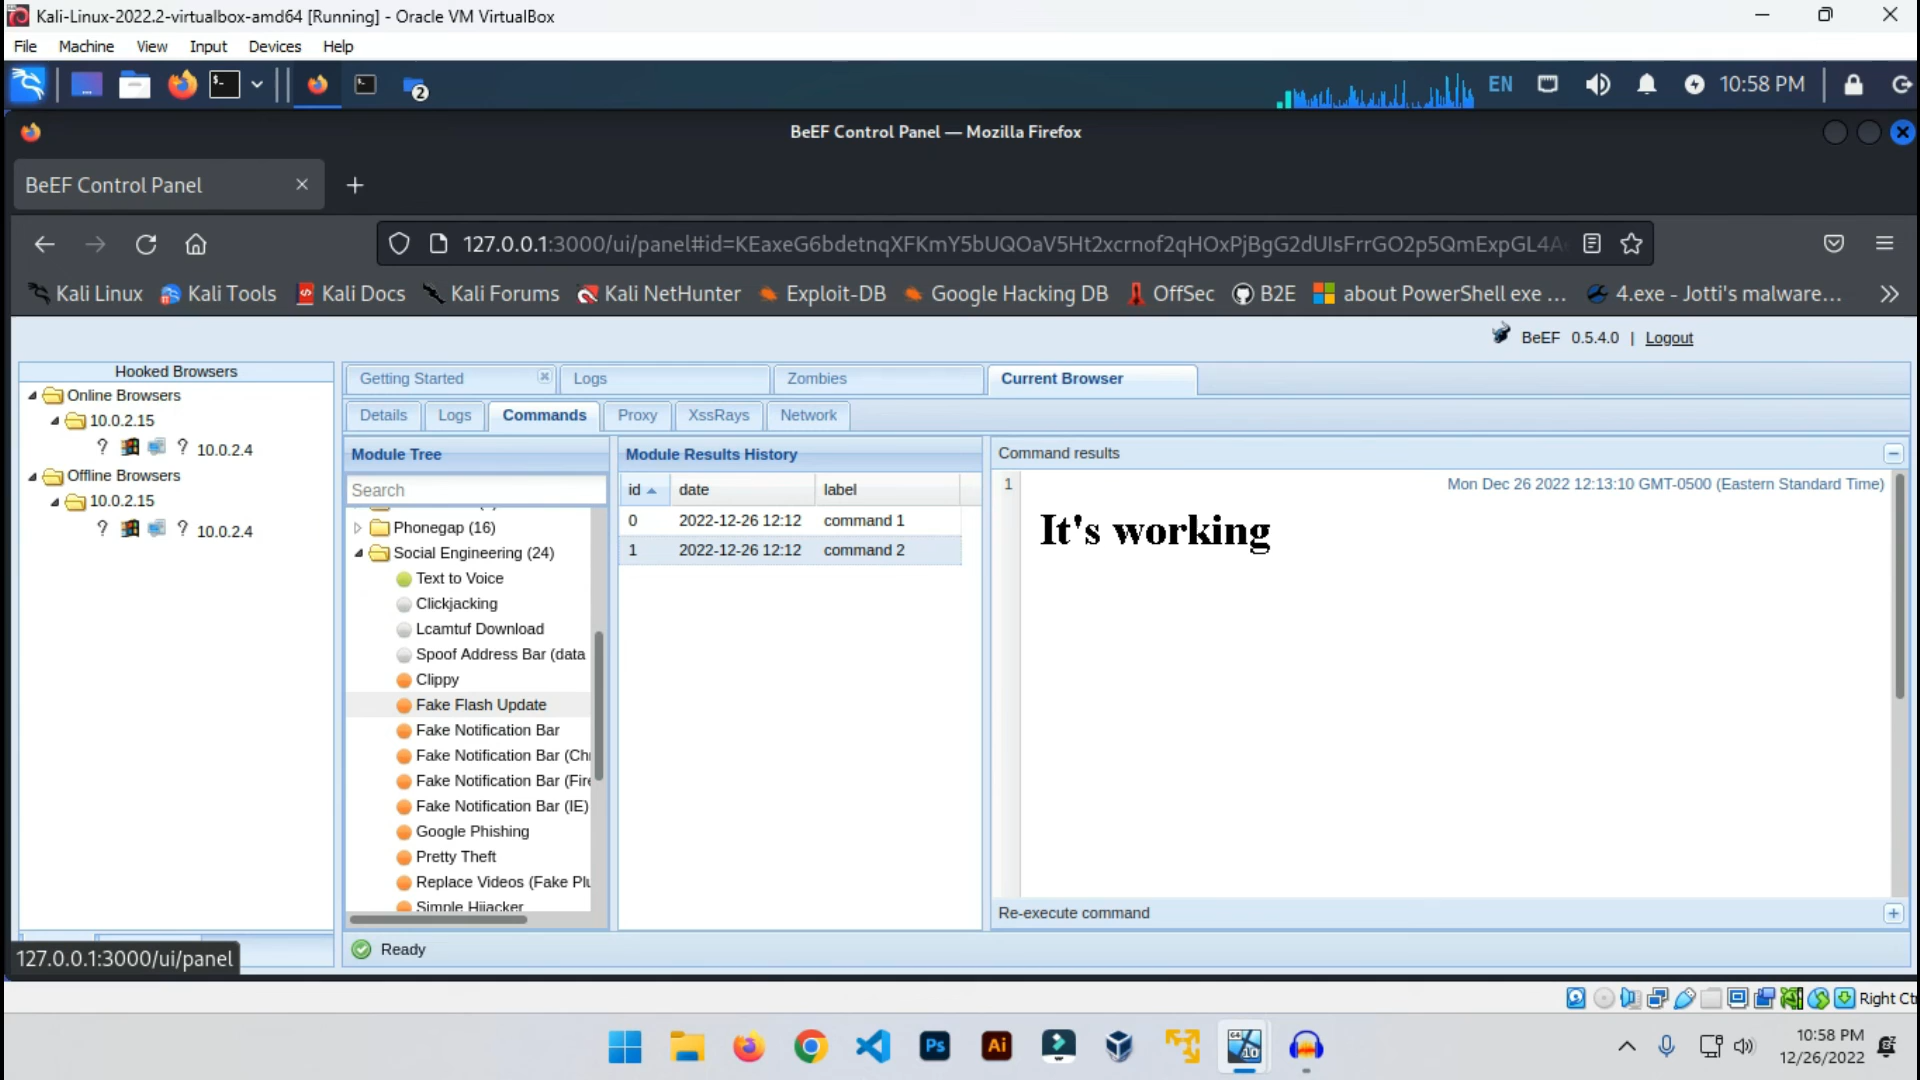 Kali-Linux-2022.2-virtualbox-amd64 [Running] - Oracle VM VirtualBox
File Machine View Input Devices Help
2 EN 10:58 PM
BeEF Control Panel — Mozilla Firefox
BeEF Control Panel
127.0.0.1:3000/ui/panel#id=KEaxeG6bdetnqXFKmY5bUQOaV5Ht2xcrnof2qHOxPjBgG2dUIsFrrGO2p5QmExpGL4A
Kali Linux Kali Tools Kali Docs Kali Forums Kali NetHunter Exploit-DB Google Hacking DB OffSec B2E about PowerShell exe ... 4.exe - Jotti's malware...
BeEF 0.5.4.0 | Logout
Hooked Browsers
Online Browsers
10.0.2.15
? ? 10.0.2.4
Offline Browsers
10.0.2.15
? ? 10.0.2.4
Getting Started Logs Zombies Current Browser
Details Logs Commands Proxy XssRays Network
Module Tree
Search
Phonegap (16)
Social Engineering (24)
Text to Voice
Clickjacking
Lcamtuf Download
Spoof Address Bar (data
Clippy
Fake Flash Update
Fake Notification Bar
Fake Notification Bar (Ch
Fake Notification Bar (Fire
Fake Notification Bar (IE)
Google Phishing
Pretty Theft
Replace Videos (Fake Plu
Simple Hijacker
Module Results History
id date label
0 2022-12-26 12:12 command 1
1 2022-12-26 12:12 command 2
Command results
1 Mon Dec 26 2022 12:13:10 GMT-0500 (Eastern Standard Time)
It's working
Re-execute command
Ready
127.0.0.1:3000/ui/panel
Right Ct
Ps Ai 10
10:58 PM
12/26/2022